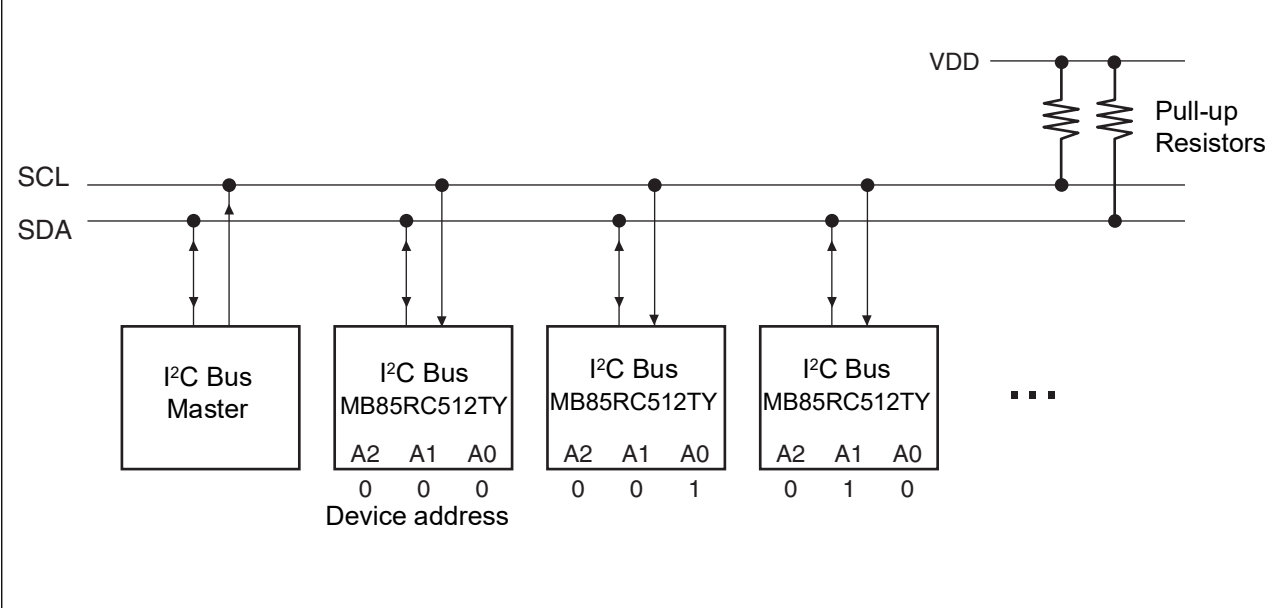 VDD
Pull-up
Resistors
SCL
SDA
I²C Bus
Master
I²C Bus
MB85RC512TY
A2 A1 A0
0 0 0
Device address
I²C Bus
MB85RC512TY
A2 A1 A0
0 0 1
I²C Bus
MB85RC512TY
A2 A1 A0
0 1 0
...